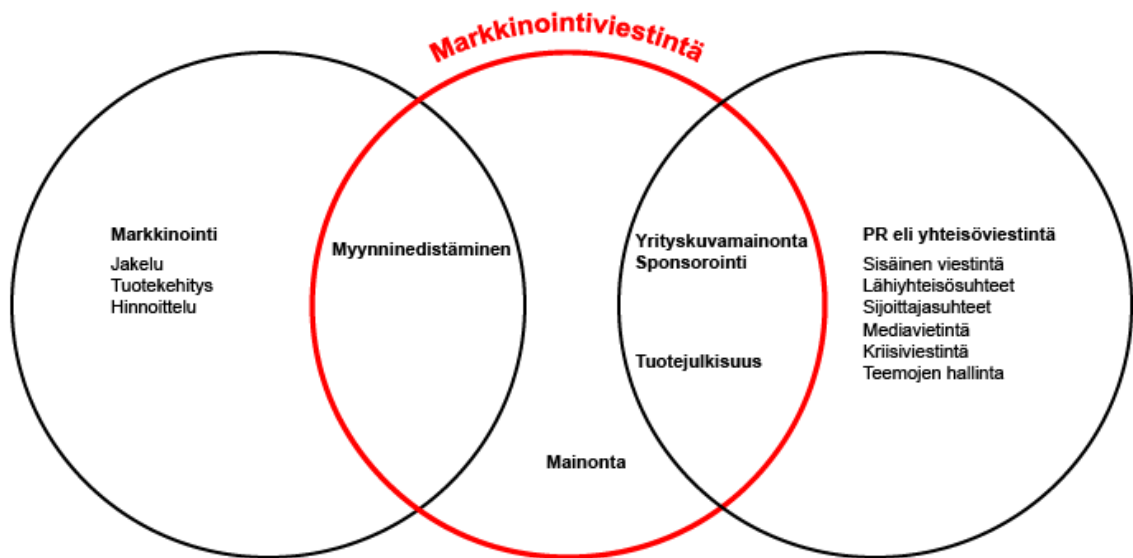 Markkinointiviestintä
Markkinointi
Jakelu
Tuotekehitys
Hinnoittelu
Myynninedistäminen
Yrityskuvamainonta
Sponsorointi
Tuotejulkisuus
Mainonta
PR eli yhteisöviestintä
Sisäinen viestintä
Lähiyhteisösuhteet
Sijoittajasuhteet
Mediavietintä
Kriisiviestintä
Teemojen hallinta